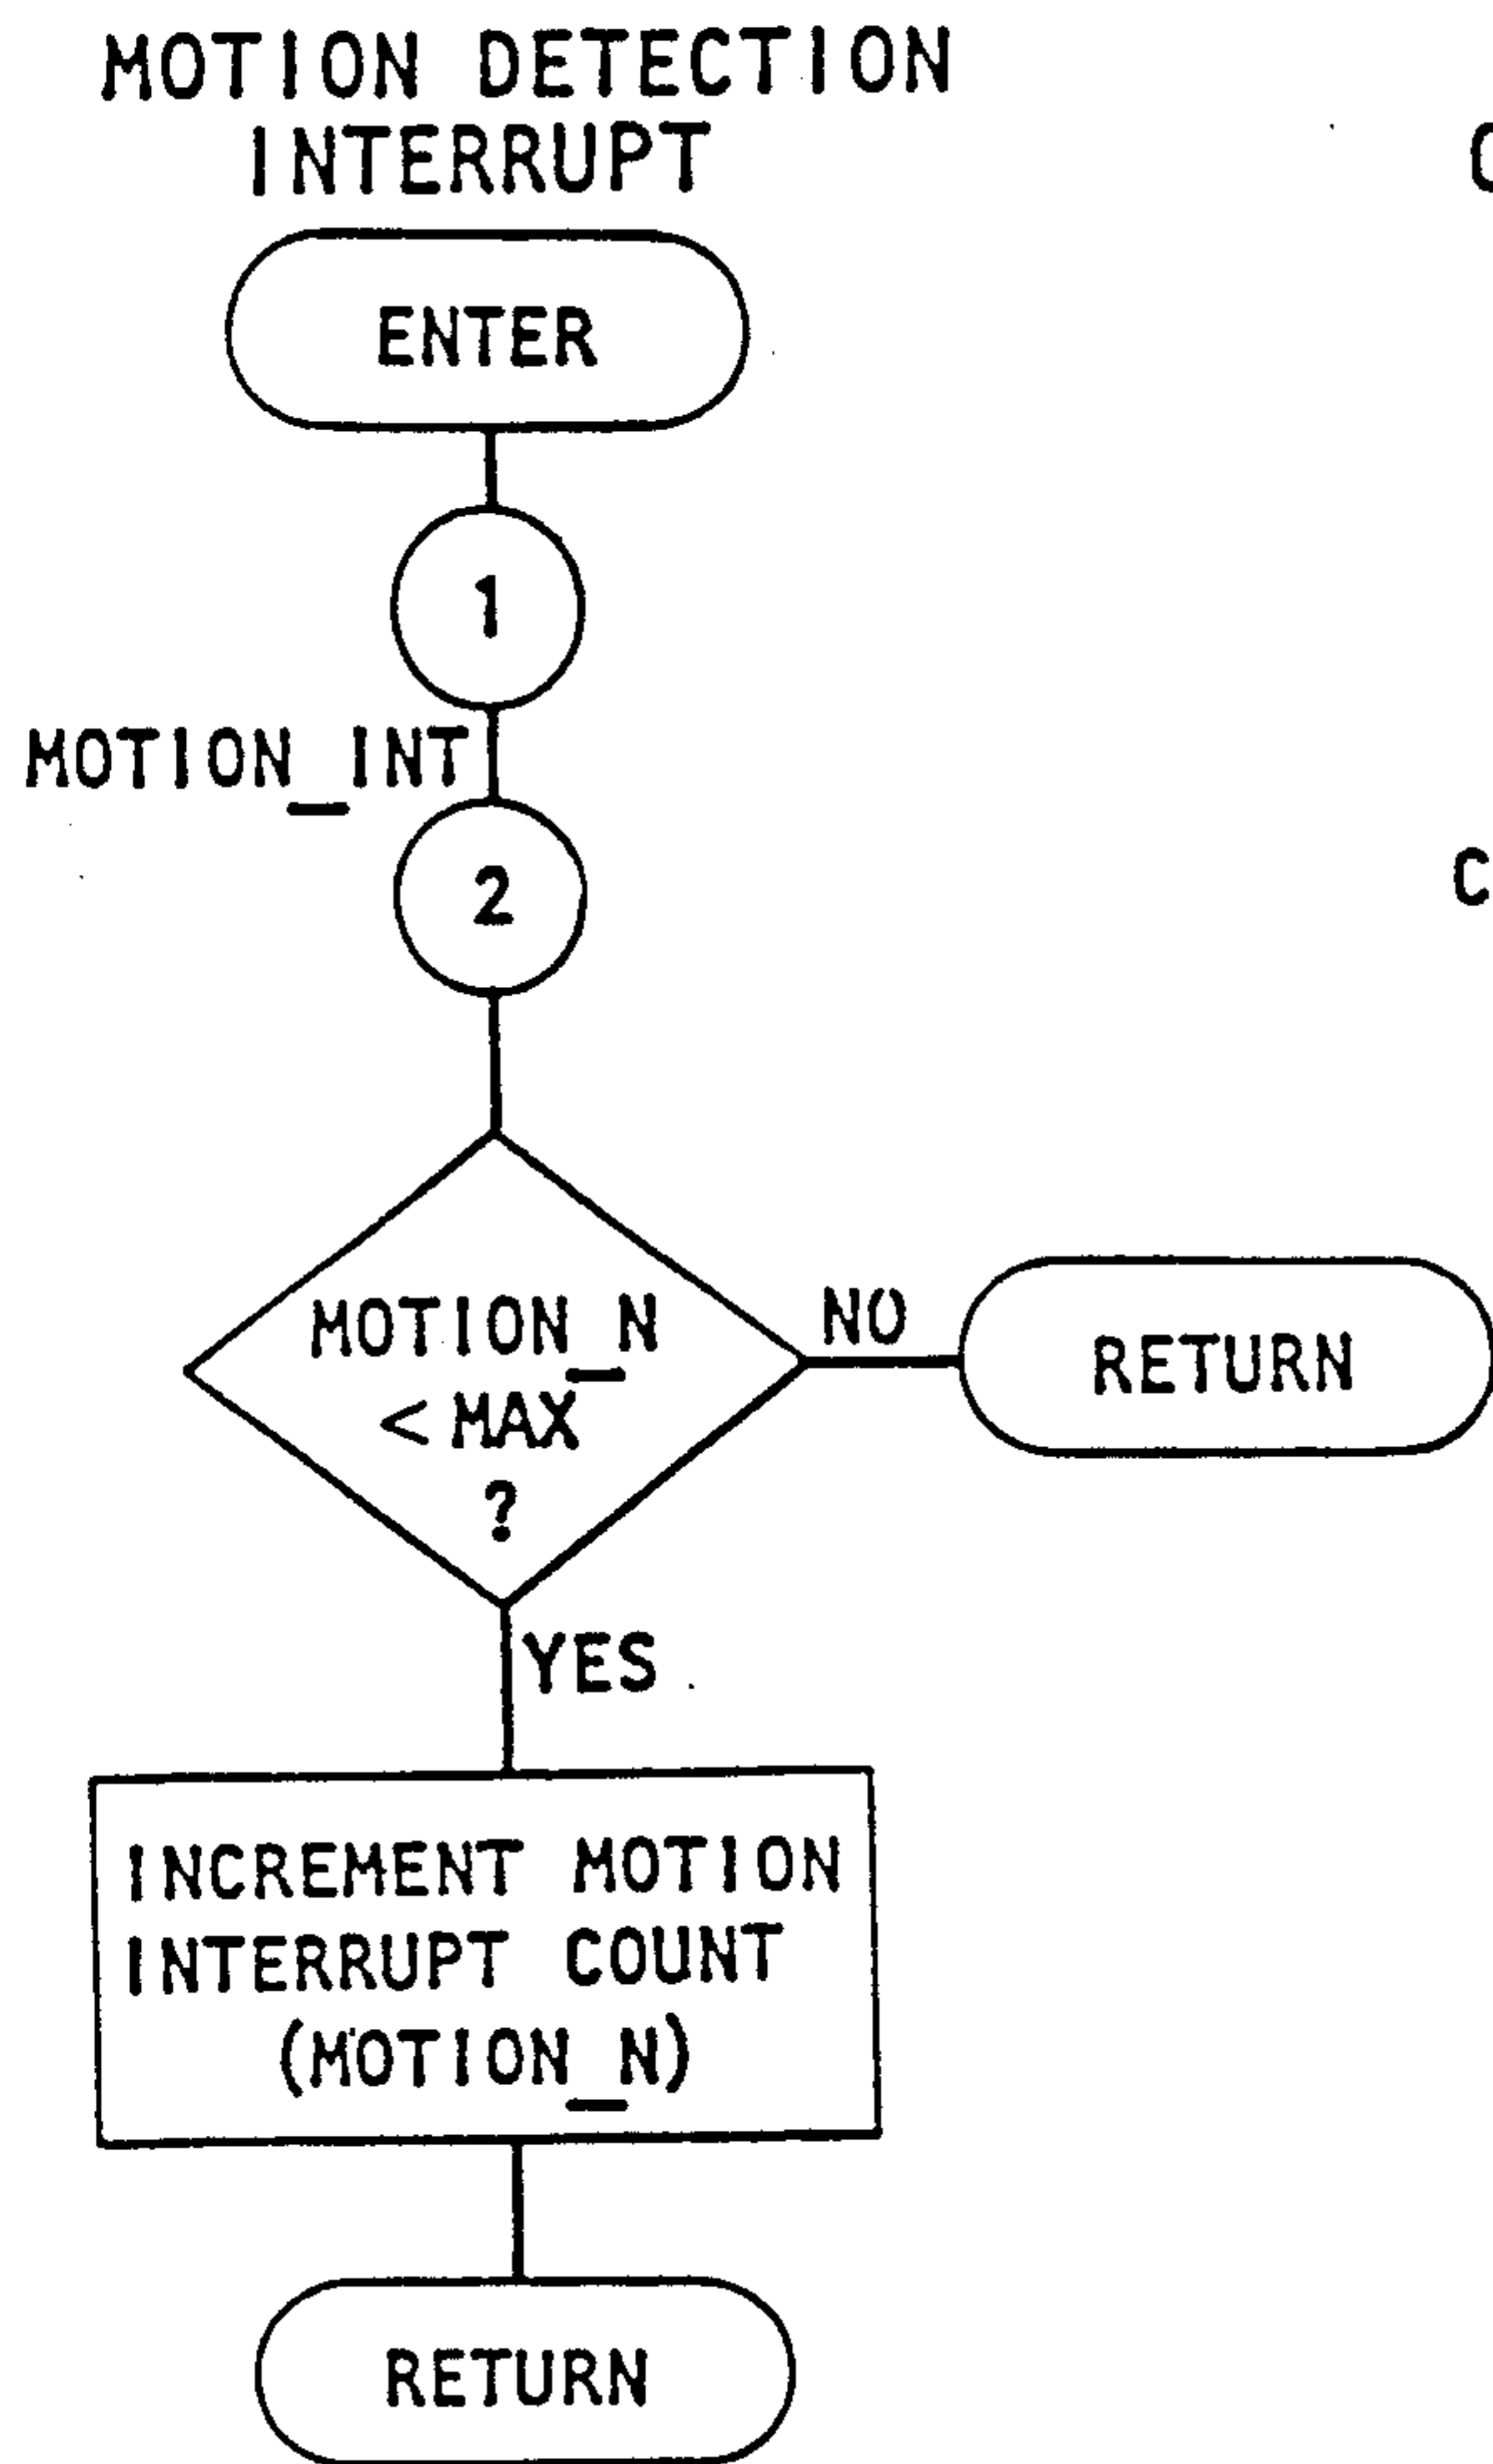 MOTION DETECTION
INTERRUPT
ENTER
1
MOTION_INT
2
MOTION_N
< MAX
?
NO
RETURN
YES
INCREMENT MOTION
INTERRUPT COUNT
(MOTION_N)
RETURN